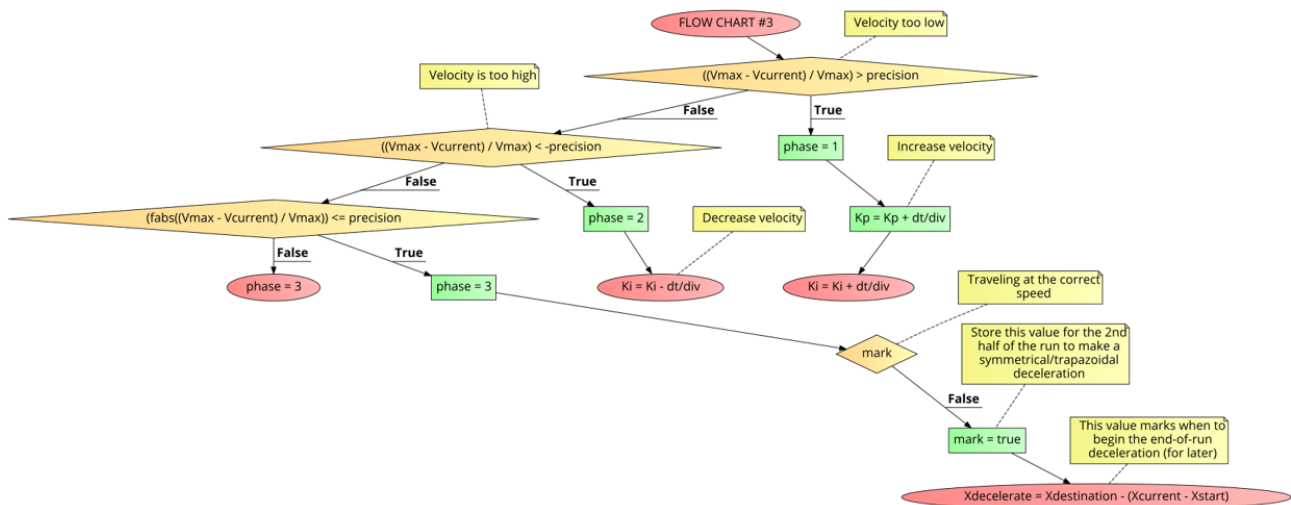 FLOW CHART #3
Velocity too low
Velocity is too high
((Vmax - Vcurrent) / Vmax) > precision
False
True
((Vmax - Vcurrent) / Vmax) < -precision
phase = 1
Increase velocity
False
True
(fabs((Vmax - Vcurrent) / Vmax)) <= precision
phase = 2
Decrease velocity
Kp = Kp + dt/div
False
True
phase = 3
phase = 3
Ki = Ki - dt/div
Ki = Ki + dt/div
Traveling at the correct
speed
mark
Store this value for the 2nd
half of the run to make a
symmetrical/trapazoidal
deceleration
False
mark = true
This value marks when to
begin the end-of-run
deceleration (for later)
Xdecelerate = Xdestination - (Xcurrent - Xstart)